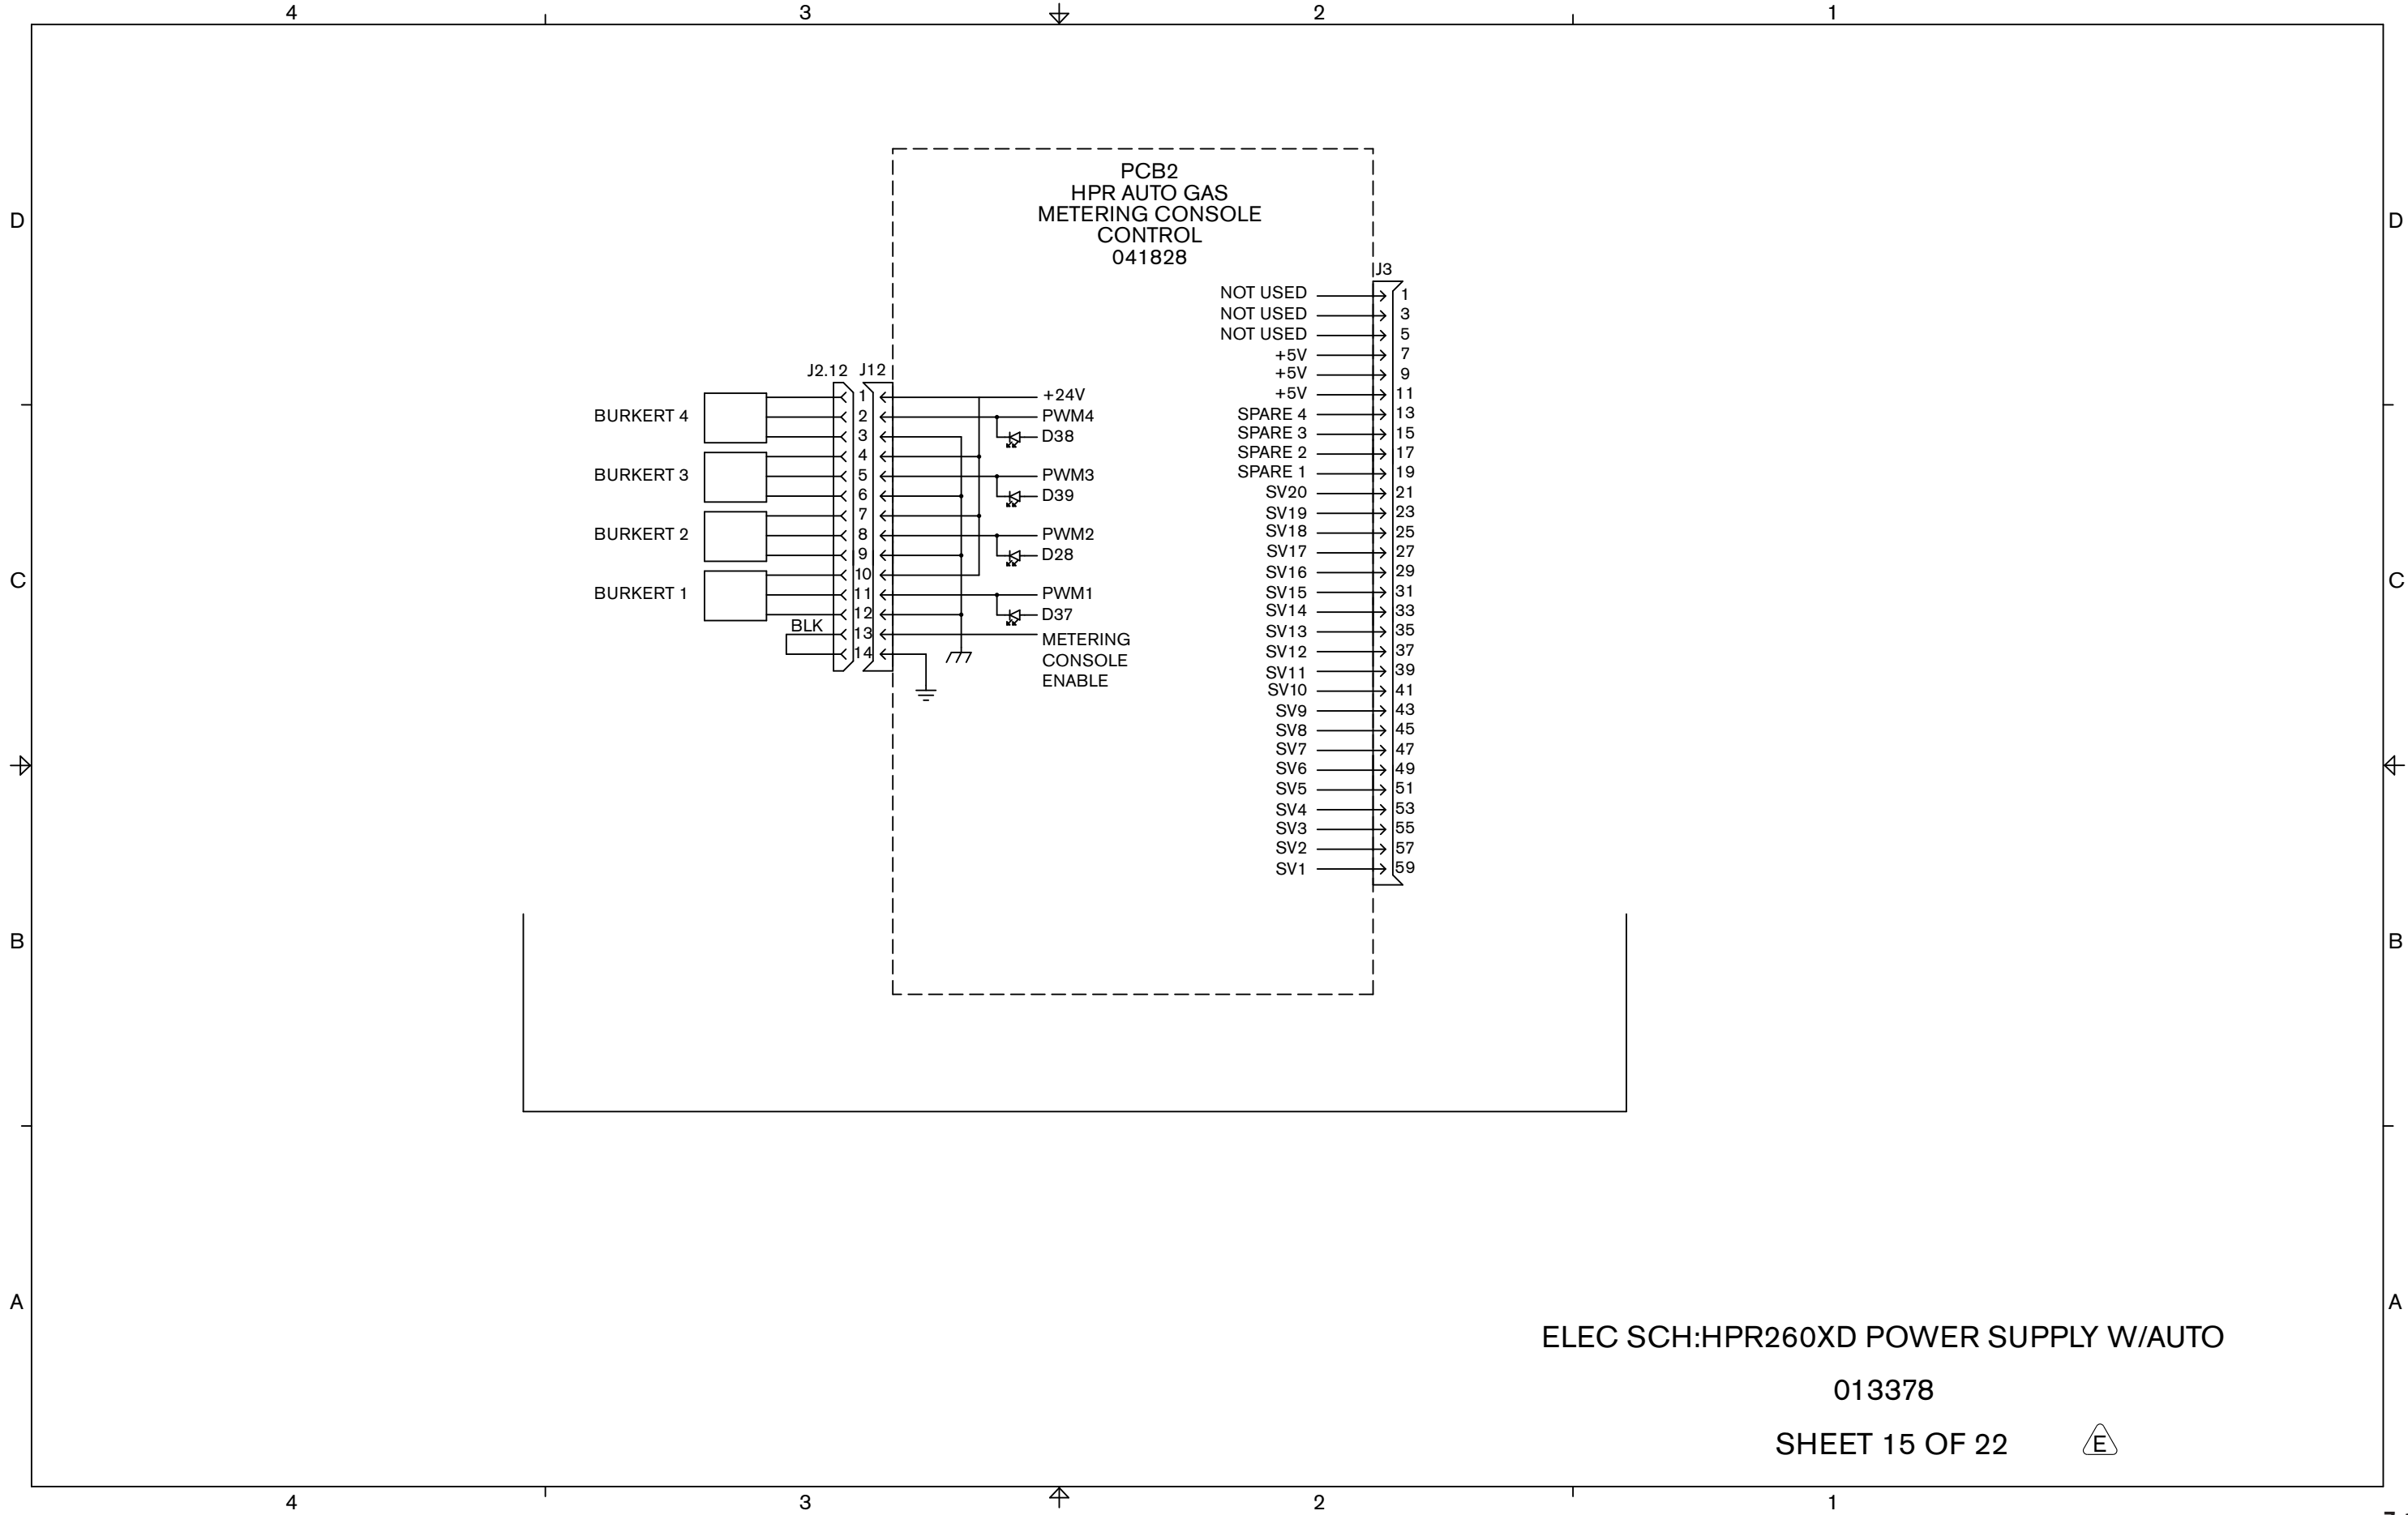 4 3 2 1
D D
PCB2
HPR AUTO GAS
METERING CONSOLE
CONTROL
041828
J3
NOT USED 1
NOT USED 3
NOT USED 5
+5V 7
+5V 9
+5V 11
SPARE 4 13
SPARE 3 15
SPARE 2 17
SPARE 1 19
SV20 21
SV19 23
SV18 25
SV17 27
SV16 29
SV15 31
SV14 33
SV13 35
SV12 37
SV11 39
SV10 41
SV9 43
SV8 45
SV7 47
SV6 49
SV5 51
SV4 53
SV3 55
SV2 57
SV1 59
J2.12 J12
1 +24V
BURKERT 4 2 PWM4
3 D38
4
BURKERT 3 5 PWM3
6 D39
7
BURKERT 2 8 PWM2
9 D28
10
BURKERT 1 11 PWM1
12 D37
BLK 13 METERING
14 CONSOLE
ENABLE
C C
B B
A A
ELEC SCH:HPR260XD POWER SUPPLY W/AUTO
013378
SHEET 15 OF 22 E
4 3 2 1